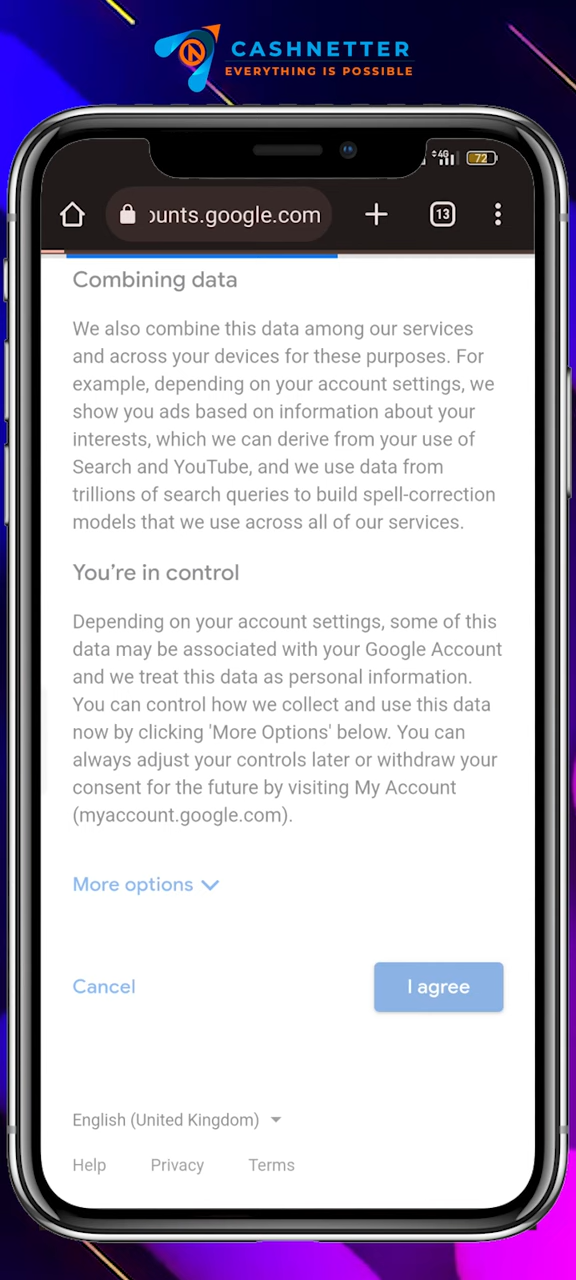 CASHNETTER
EVERYTHING IS POSSIBLE
4G
72
ounts.google.com
13
Combining data
We also combine this data among our services
and across your devices for these purposes. For
example, depending on your account settings, we
show you ads based on information about your
interests, which we can derive from your use of
Search and YouTube, and we use data from
trillions of search queries to build spell-correction
models that we use across all of our services.
You’re in control
Depending on your account settings, some of this
data may be associated with your Google Account
and we treat this data as personal information.
You can control how we collect and use this data
now by clicking 'More Options' below. You can
always adjust your controls later or withdraw your
consent for the future by visiting My Account
(myaccount.google.com).
More options
Cancel
I agree
English (United Kingdom)
Help Privacy Terms